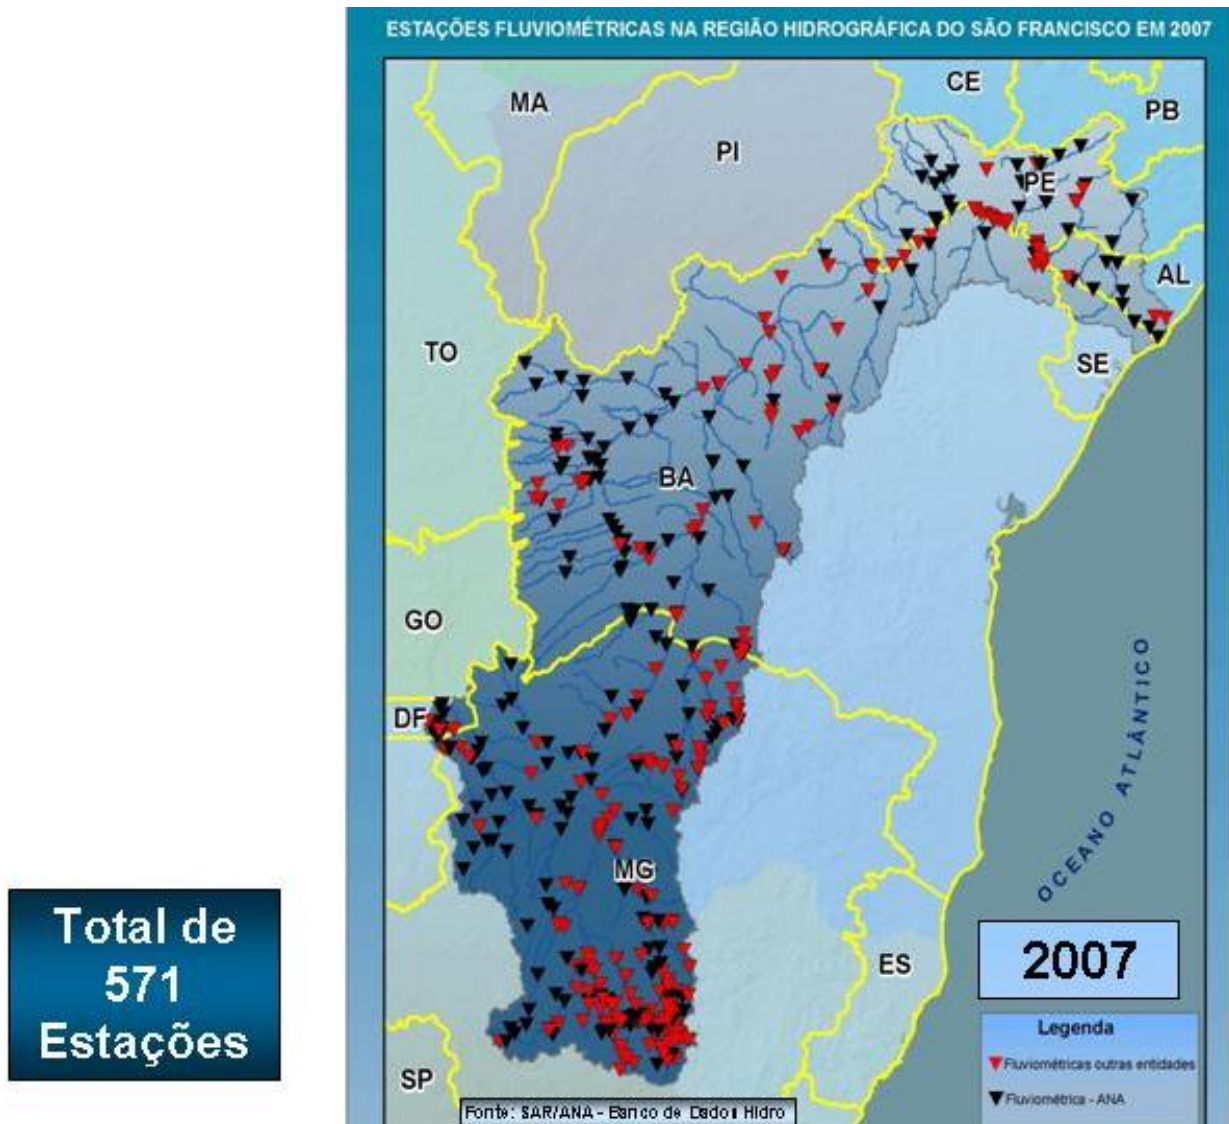 ESTAÇÕES FLUVIOMÉTRICAS NA REGIÃO HIDROGRÁFICA DO SÃO FRANCISCO EM 2007
CE
MA
PB
PI
PE
AL
TO
SE
BA
GO
DF
OCEANO ATLÂNTICO
MG
Total de
571
Estações
2007
ES
Legenda
Fluviométricas outras entidades
SP
Fluviométrica - ANA
Fonte: SAR/ANA - Banco de Dados Hidro